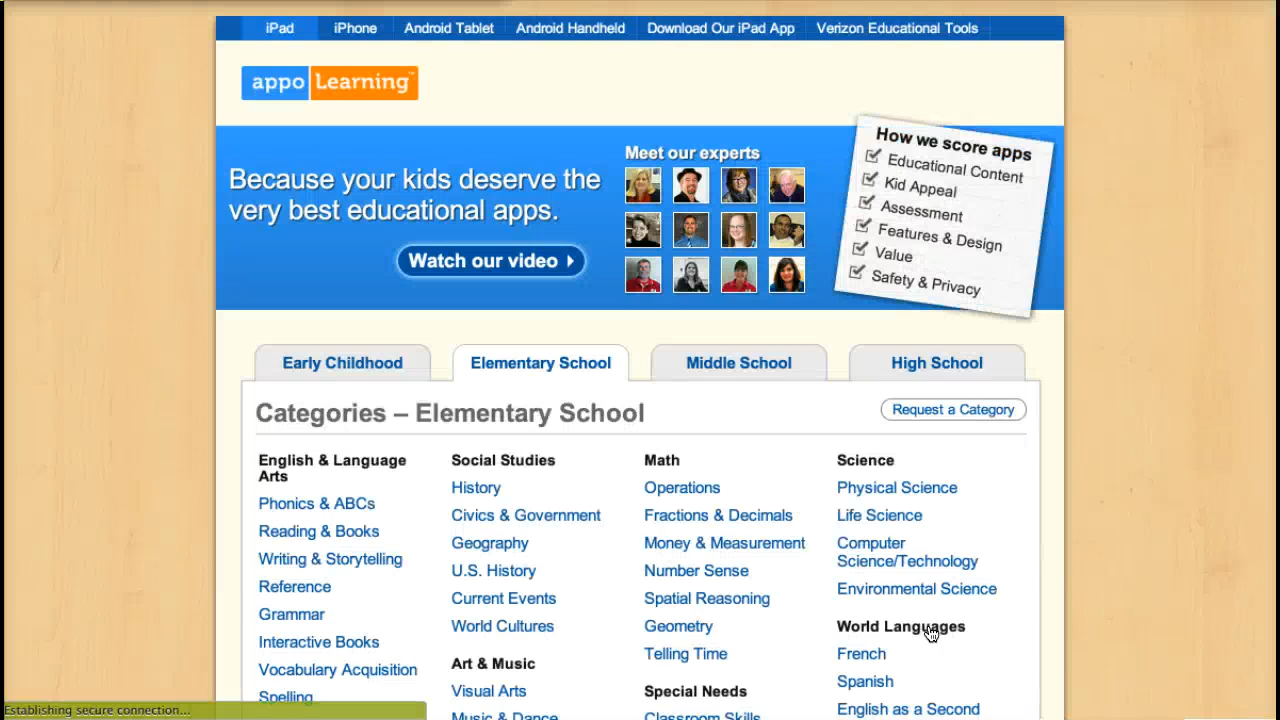 iPad iPhone Android Tablet Android Handheld Download Our iPad App Verizon Educational Tools
appo Learning™
Because your kids deserve the
very best educational apps.
Watch our video
Meet our experts
How we score apps
Educational Content
Kid Appeal
Assessment
Features & Design
Value
Safety & Privacy
Early Childhood Elementary School Middle School High School
Categories – Elementary School
Request a Category
English & Language
Arts
Phonics & ABCs
Reading & Books
Writing & Storytelling
Reference
Grammar
Interactive Books
Vocabulary Acquisition
Spelling
Social Studies
History
Civics & Government
Geography
U.S. History
Current Events
World Cultures
Art & Music
Visual Arts
Music & Dance
Math
Operations
Fractions & Decimals
Money & Measurement
Number Sense
Spatial Reasoning
Geometry
Telling Time
Special Needs
Classroom Skills
Science
Physical Science
Life Science
Computer
Science/Technology
Environmental Science
World Languages
French
Spanish
English as a Second
Establishing secure connection...